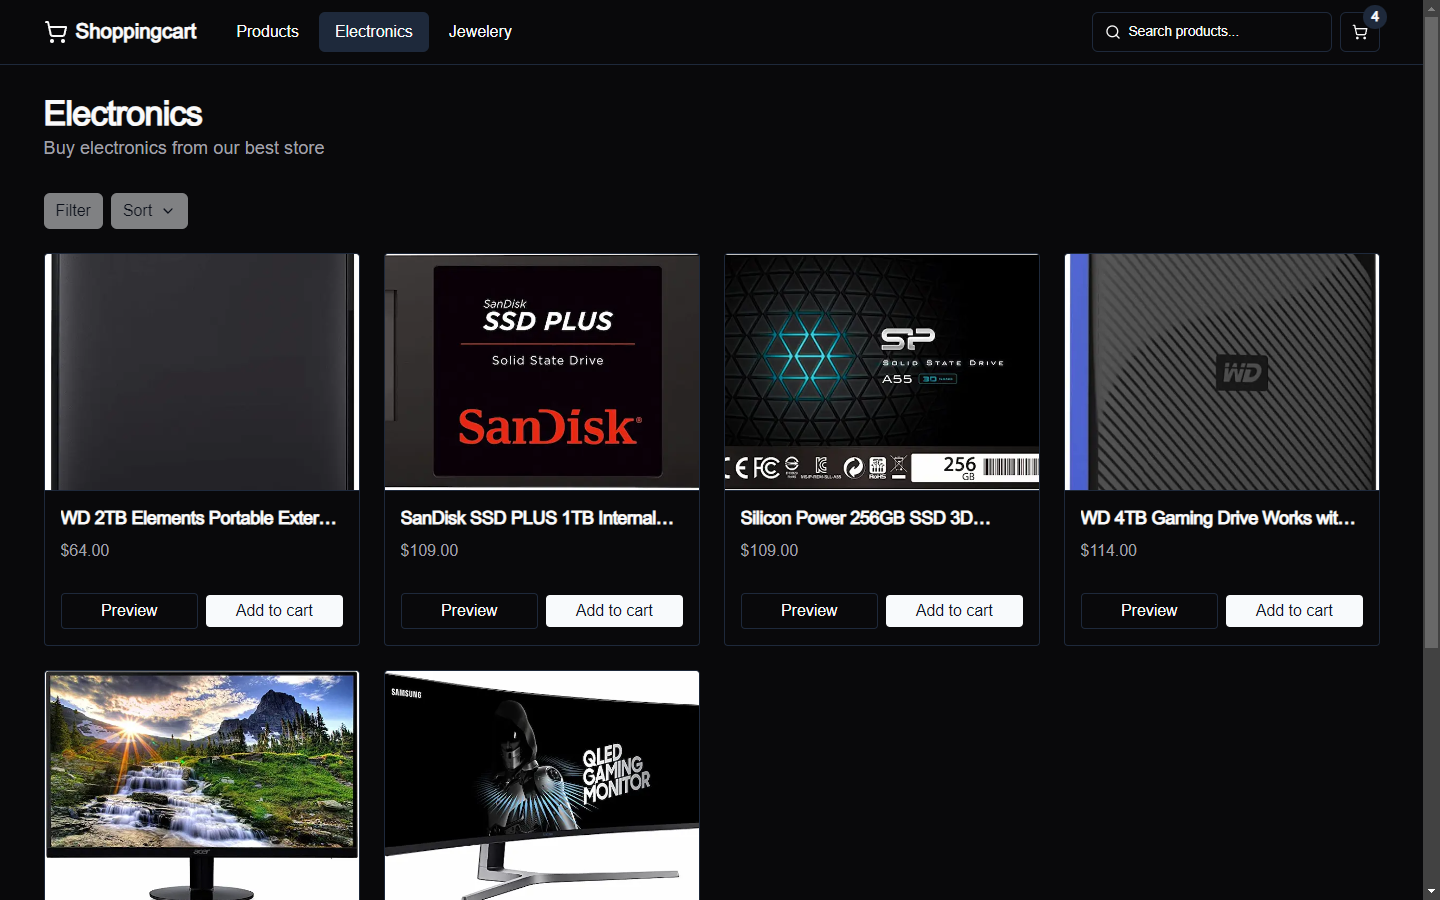 Shoppingcart
Products
Electronics
Jewelery
Search products...
4
Electronics
Buy electronics from our best store
Filter
Sort
SanDisk
SSD PLUS
Solid State Drive
SanDisk®
SP
SOLID STATE DRIVE
A55
256
GB
WD
WD 2TB Elements Portable Exter...
$64.00
Preview
Add to cart
SanDisk SSD PLUS 1TB Internal...
$109.00
Preview
Add to cart
Silicon Power 256GB SSD 3D...
$109.00
Preview
Add to cart
WD 4TB Gaming Drive Works wit...
$114.00
Preview
Add to cart
acer
SAMSUNG
QLED
GAMING
MONITOR